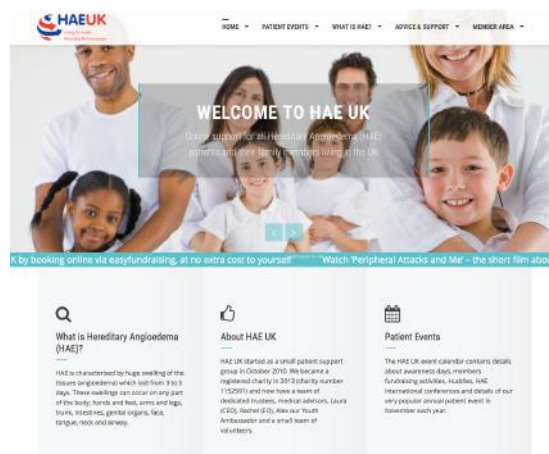 HAEUK
HOME
PATIENT EVENTS
WHAT IS HAE?
ADVICE & SUPPORT
MEMBER AREA
WELCOME TO HAE UK
Online support for all Hereditary Angioedema (HAE)
patients and their family members living in the UK
K by booking online via easyfundraising, at no extra cost to yourself
Watch 'Peripheral Attacks and Me' – the short film abou
What is Hereditary Angioedema
(HAE)?
HAE is characterised by huge swelling of the
tissues (angioedema) which last from 3 to 5
days. These swellings can occur on any part
of the body; hands and feet, arms and legs,
trunk, intestines, genital organs, face,
tongue, neck and airway.
About HAE UK
HAE UK started as a small patient support
group in October 2010. We became a
registered charity in 2013 (charity number
1152591) and now have a team of
dedicated trustees, medical advisors, Laura
(CEO), Rachel (EO), Alex our Youth
Ambassador and a small team of
volunteers.
Patient Events
The HAE UK event calendar contains details
about awareness days, members
fundraising activities, Huddles, HAE
International conferences and details of our
very popular annual patient event in
November each year.